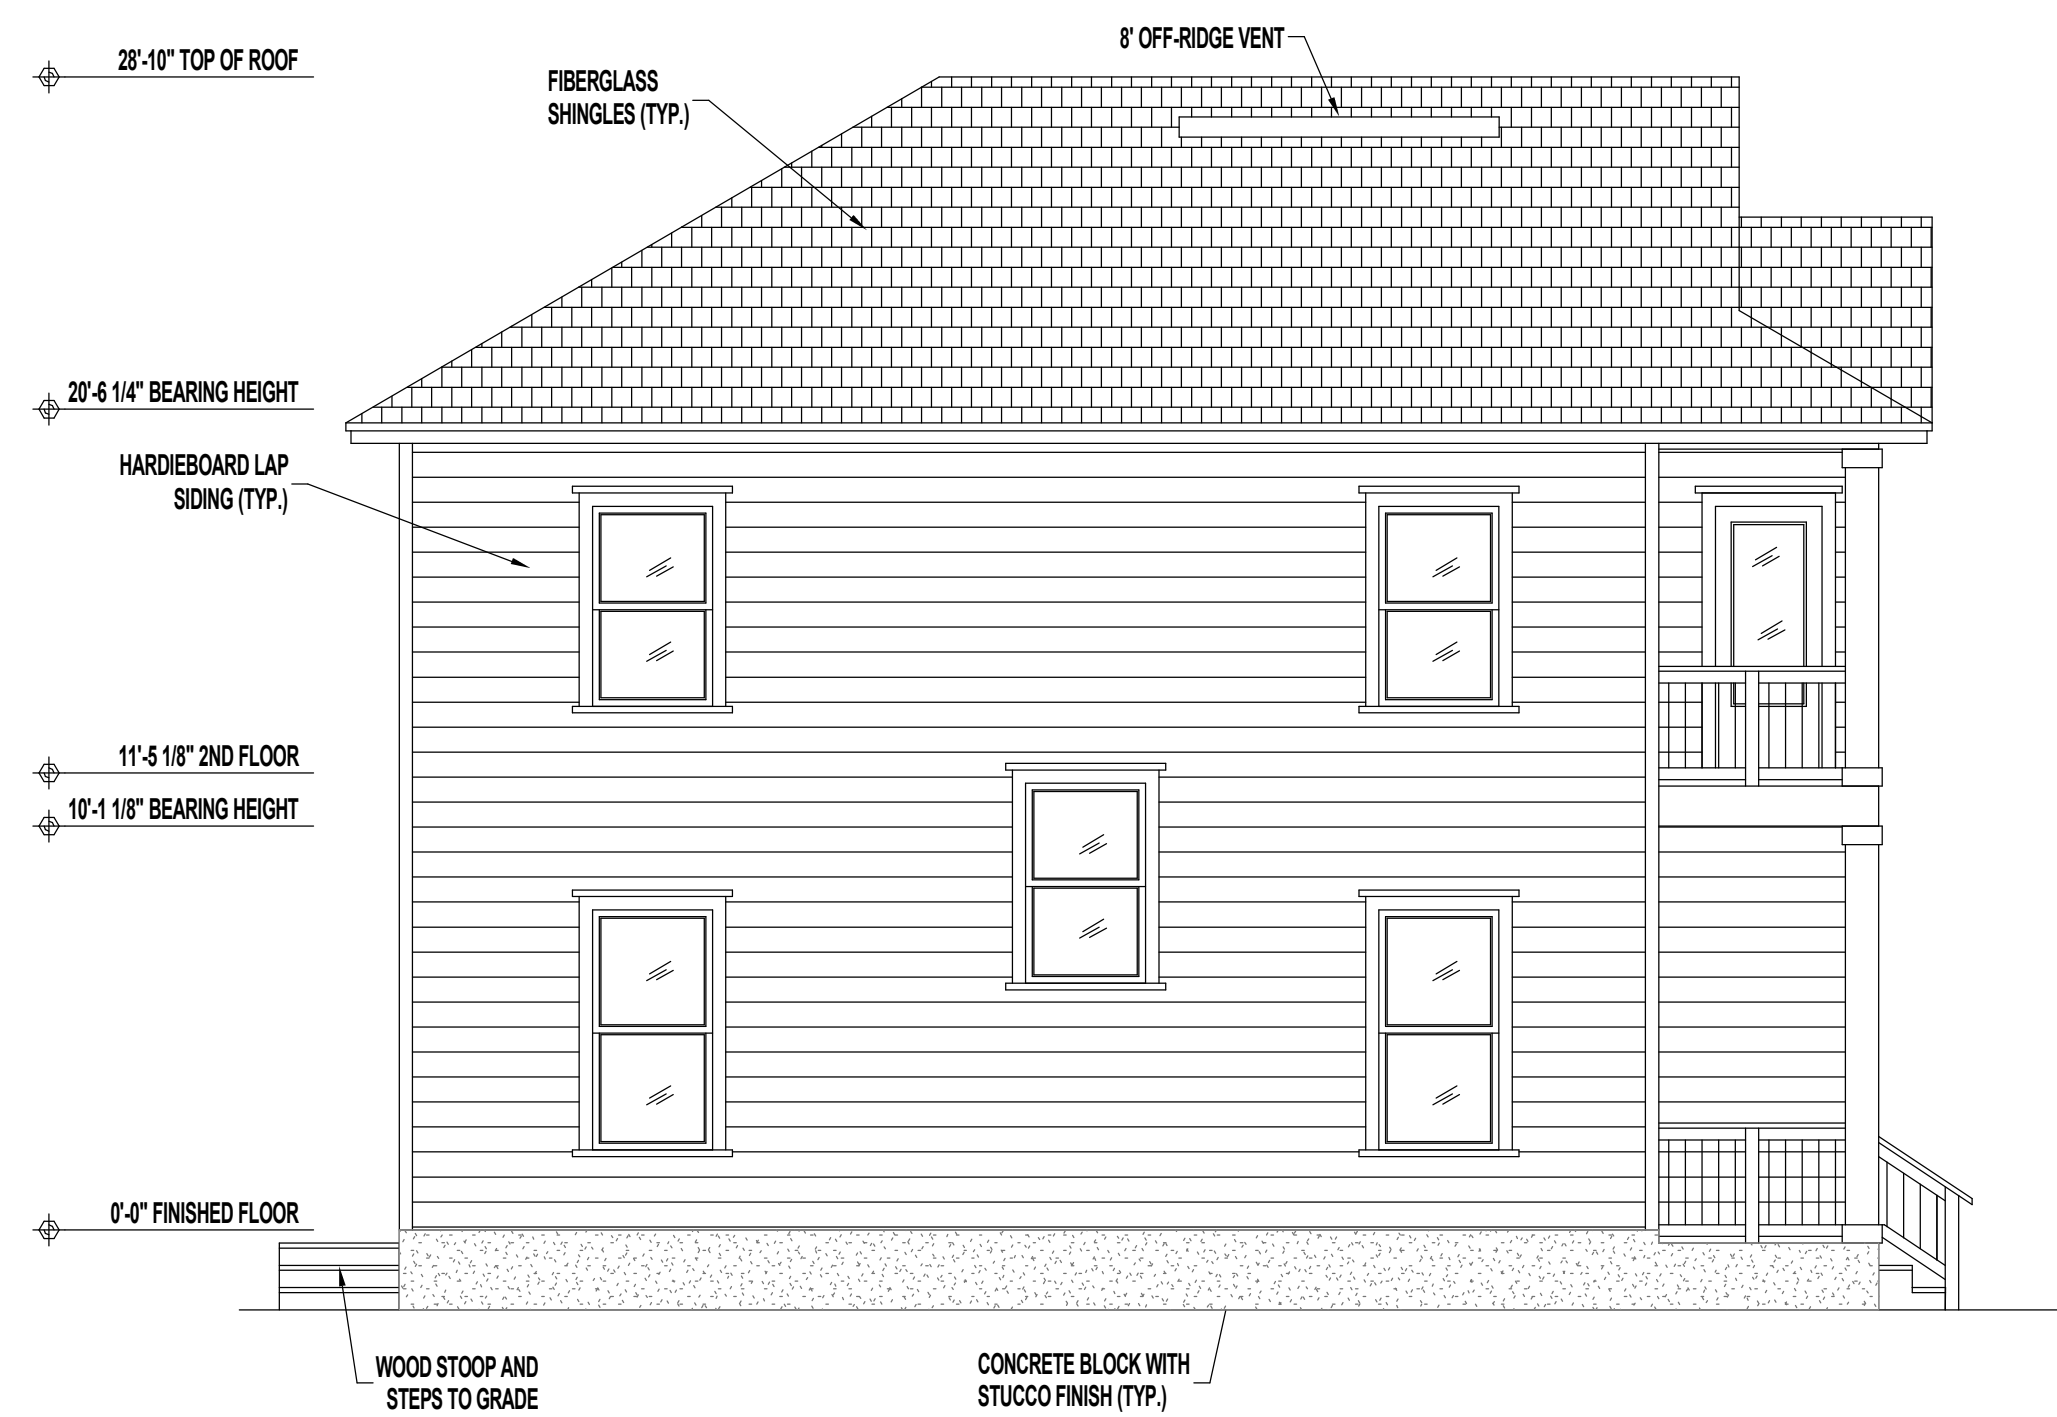 8' OFF-RIDGE VENT
28'-10" TOP OF ROOF
FIBERGLASS
SHINGLES (TYP.)
20'-6 1/4" BEARING HEIGHT
HARDIEBOARD LAP
SIDING (TYP.)
11'-5 1/8" 2ND FLOOR
10'-1 1/8" BEARING HEIGHT
0'-0" FINISHED FLOOR
WOOD STOOP AND
STEPS TO GRADE
CONCRETE BLOCK WITH
STUCCO FINISH (TYP.)